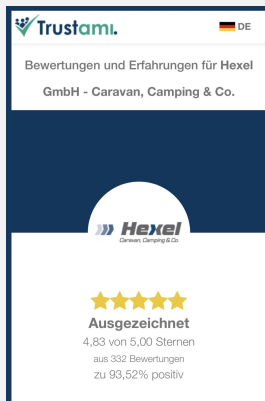 Trustami.
DE
Bewertungen und Erfahrungen für Hexel
GmbH - Caravan, Camping & Co.
Hexel
Caravan, Camping & Co.
Ausgezeichnet
4,83 von 5,00 Sternen
aus 332 Bewertungen
zu 93,52% positiv